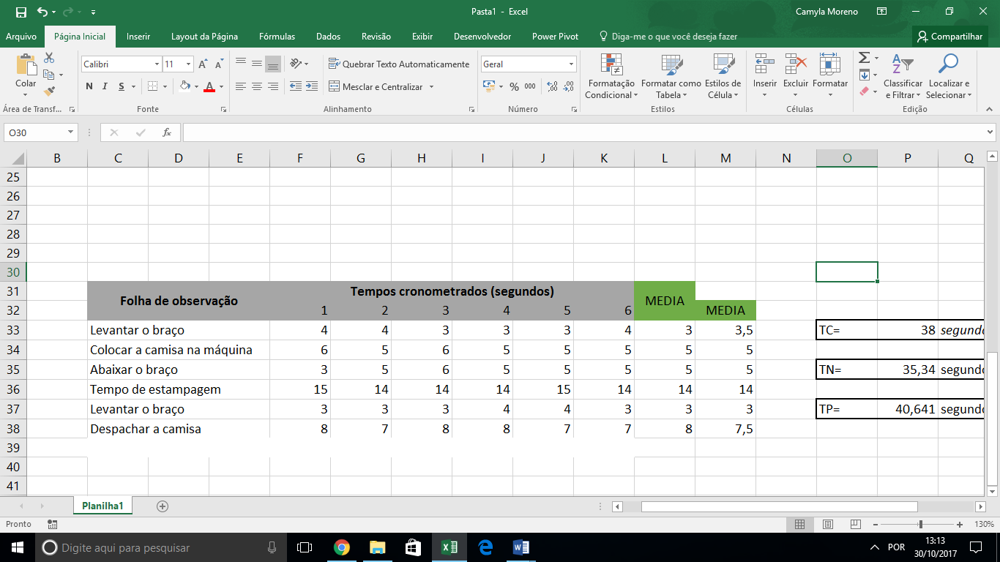 Pasta1 - Excel
Camyla Moreno
Arquivo Página Inicial Inserir Layout da Página Fórmulas Dados Revisão Exibir Desenvolvedor Power Pivot Diga-me o que você deseja fazer Compartilhar
Colar
Calibri 11
N I S
Quebrar Texto Automaticamente
Mesclar e Centralizar
Geral
% 000
Formatação Condicional
Formatar como Tabela
Estilos de Célula
Inserir Excluir Formatar
Classificar e Filtrar
Localizar e Selecionar
Área de Transf... Fonte Alinhamento Número Estilos Células Edição
O30 fx
B C D E F G H I J K L M N O P Q
25
26
27
28
29
30
31 Folha de observação Tempos cronometrados (segundos) MEDIA
32 1 2 3 4 5 6 MEDIA
33 Levantar o braço 4 4 3 3 3 4 3 3,5 TC= 38 segundo
34 Colocar a camisa na máquina 6 5 6 5 5 5 5 5
35 Abaixar o braço 3 5 6 5 5 5 5 5 TN= 35,34 segundo
36 Tempo de estampagem 15 14 14 14 15 14 14 14
37 Levantar o braço 3 3 3 4 4 3 3 3 TP= 40,641 segundo
38 Despachar a camisa 8 7 8 8 7 7 8 7,5
39
40
41
Planilha1
Pronto 130%
Digite aqui para pesquisar
POR
13:13
30/10/2017